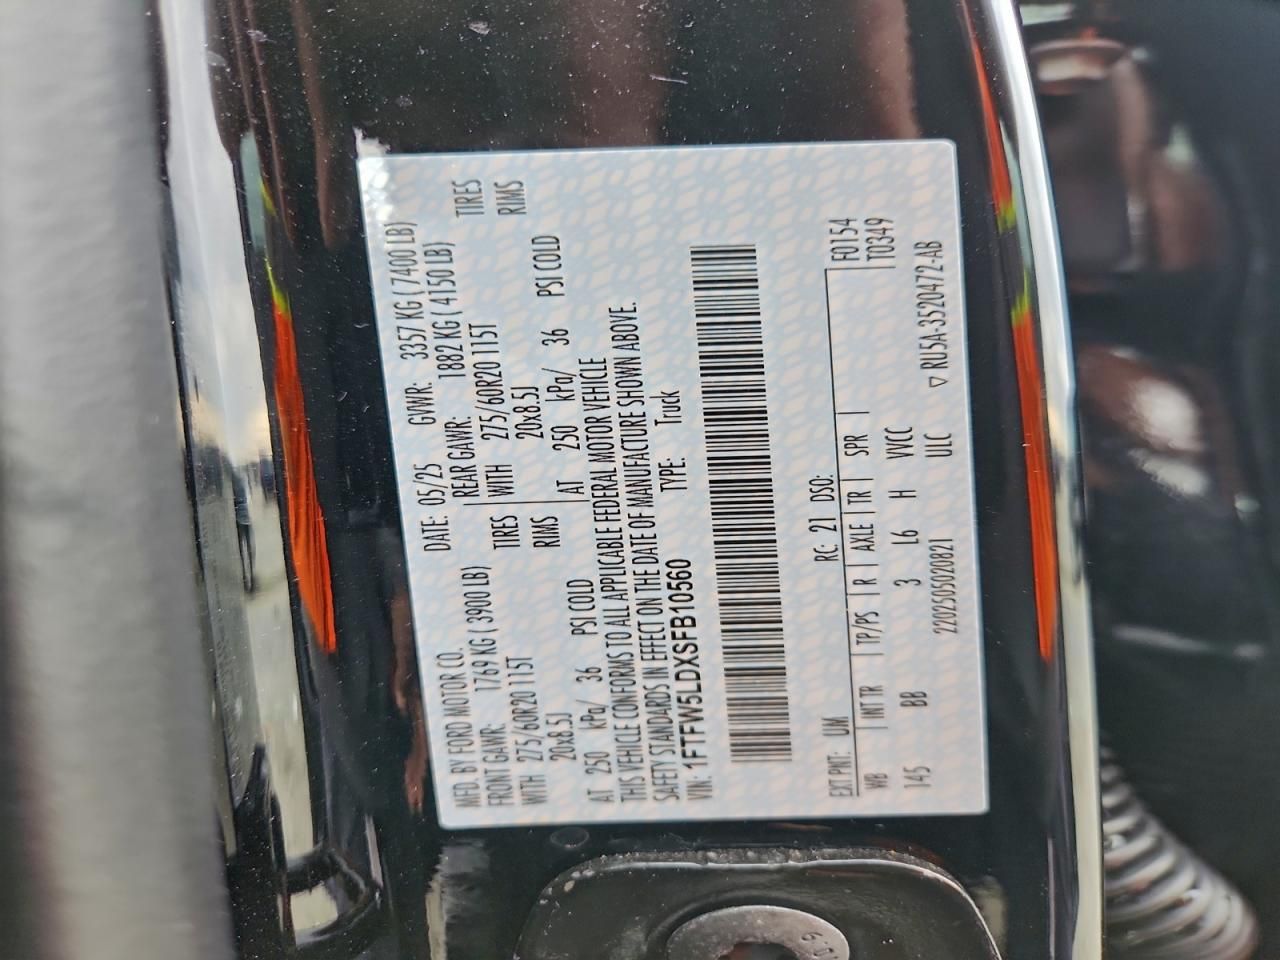 MFD. BY FORD MOTOR CO.
DATE: 05/25 GVWR: 3357 KG ( 7400 LB)
FRONT GAWR: 1769 KG ( 3900 LB)
REAR GAWR: 1882 KG ( 4150 LB)
WITH 275/60R20 115T TIRES
WITH 275/60R20 115T TIRES
20x8.5J RIMS
20x8.5J RIMS
AT 250 kPa/ 36 PSI COLD
AT 250 kPa/ 36 PSI COLD
THIS VEHICLE CONFORMS TO ALL APPLICABLE FEDERAL MOTOR VEHICLE
SAFETY STANDARDS IN EFFECT ON THE DATE OF MANUFACTURE SHOWN ABOVE.
VIN: 1FTFW5LDXSFB10560 TYPE: Truck
EXT PNT: UM RC: 21 DSO: F0154
WB INT TR TP/PS R AXLE TR SPR T0349
145 BB 3 L6 H VVCC
220250502082I ULC ▽ RU5A-3520472-AB
10.9